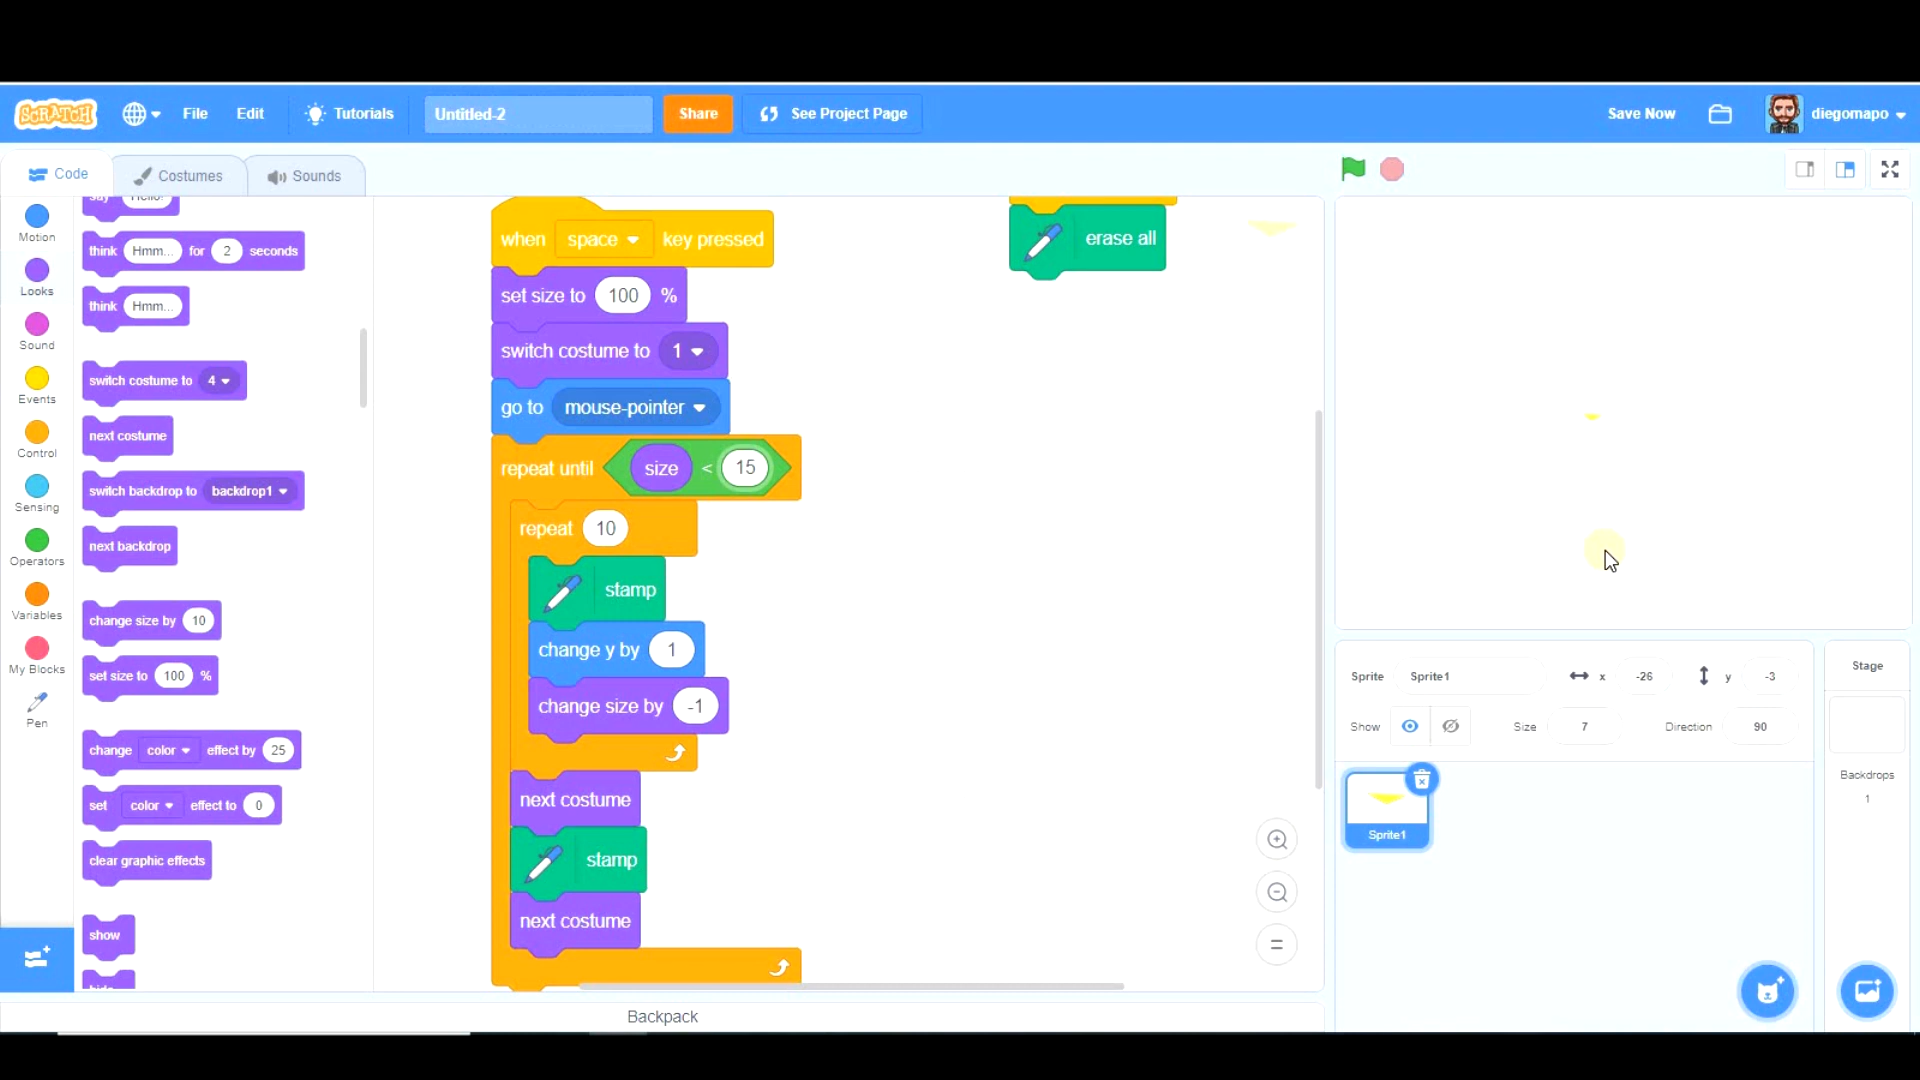 SCRATCH File Edit Tutorials Untitled-2 Share See Project Page Save Now diegomapo
Code Costumes Sounds
Motion
Looks
Sound
Events
Control
Sensing
Operators
Variables
My Blocks
Pen
say Hello!
think Hmm... for 2 seconds
think Hmm...
switch costume to 4
next costume
switch backdrop to backdrop1
next backdrop
change size by 10
set size to 100 %
change color effect by 25
set color effect to 0
clear graphic effects
show
hide
when space key pressed
set size to 100 %
switch costume to 1
go to mouse-pointer
repeat until size < 15
repeat 10
stamp
change y by 1
change size by -1
next costume
stamp
next costume
erase all
Backpack
Sprite Sprite1 x -26 y -3
Show Size 7 Direction 90
Sprite1
Stage
Backdrops
1